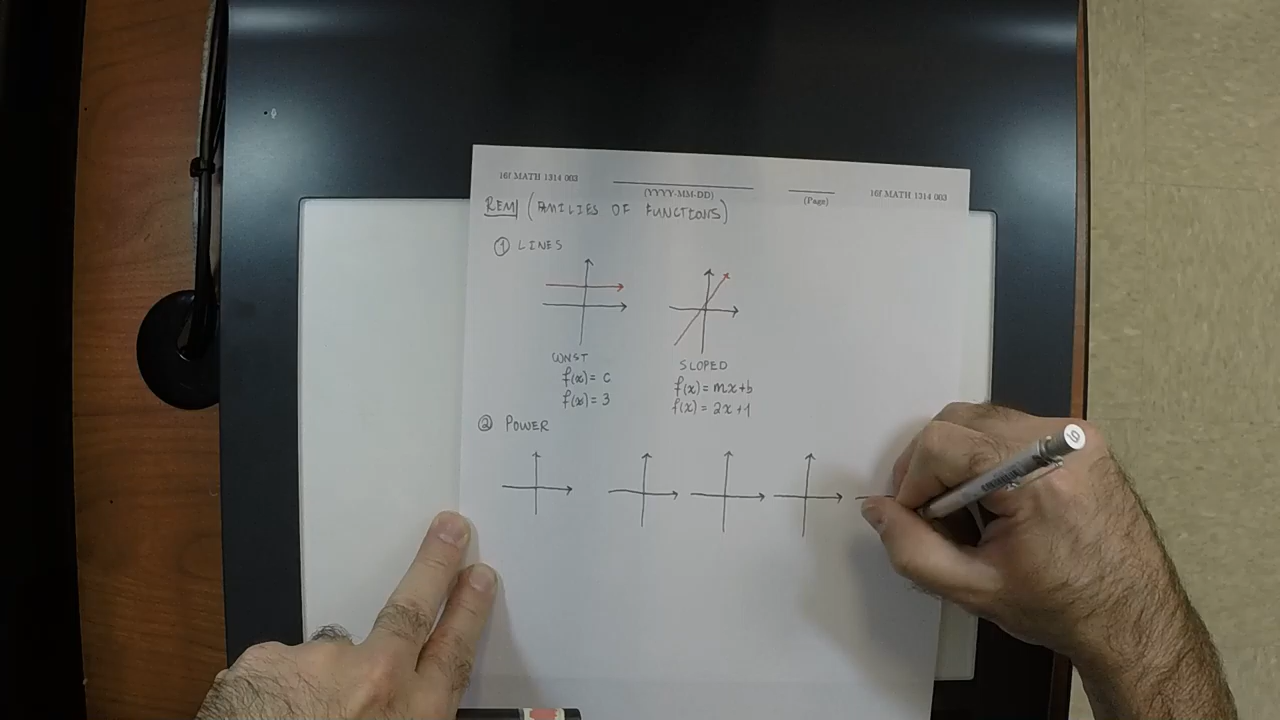 16f MATH 1314 003 (YYYY-MM-DD) (Page) 16f MATH 1314 003
REM (FAMILIES OF FUNCTIONS)
① LINES
CONST
f(x) = C
f(x) = 3
SLOPED
f(x) = mx+b
f(x) = 2x+1
② POWER